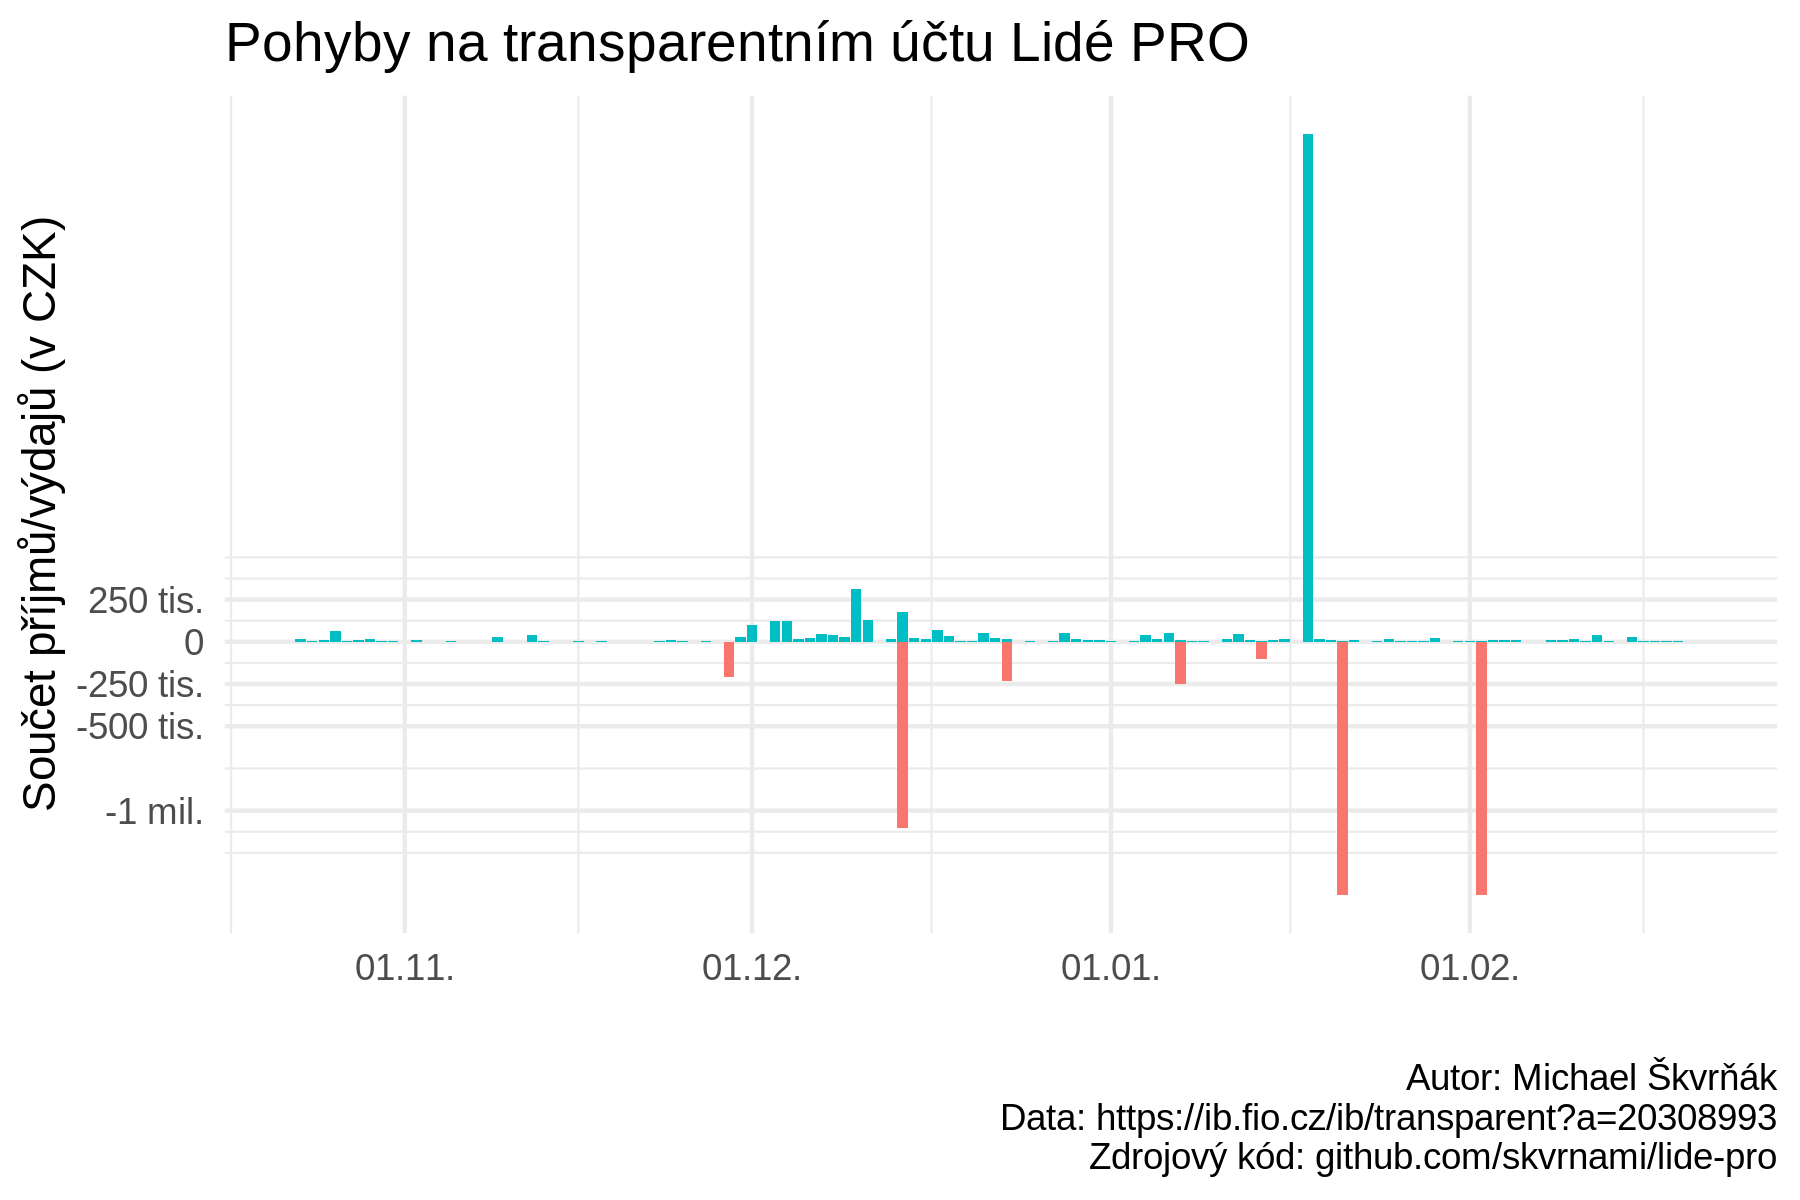 Pohyby na transparentním účtu Lidé PRO
Součet příjmů/výdajů (v CZK)
250 tis.
0
-250 tis.
-500 tis.
-1 mil.
01.11.
01.12.
01.01.
01.02.
Autor: Michael Škvrňák
Data: https://ib.fio.cz/ib/transparent?a=20308993
Zdrojový kód: github.com/skvrnami/lide-pro